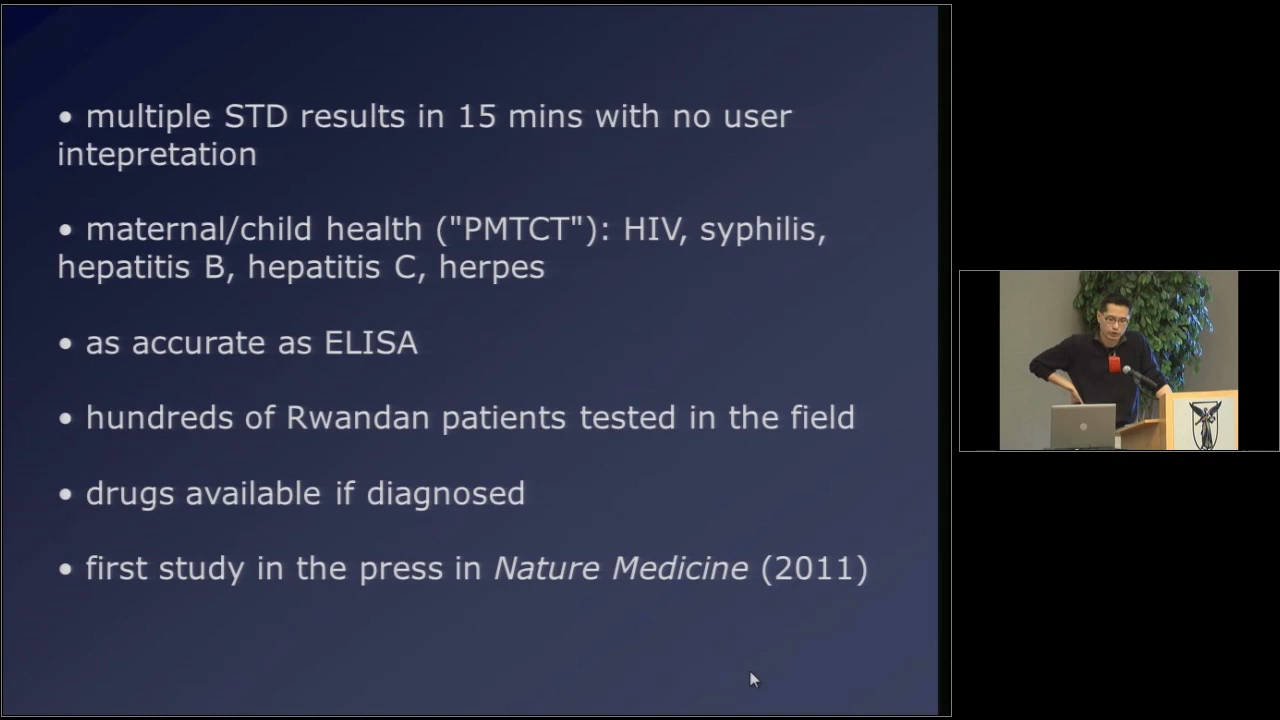 • multiple STD results in 15 mins with no user
intepretation
• maternal/child health ("PMTCT"): HIV, syphilis,
hepatitis B, hepatitis C, herpes
• as accurate as ELISA
• hundreds of Rwandan patients tested in the field
• drugs available if diagnosed
• first study in the press in Nature Medicine (2011)